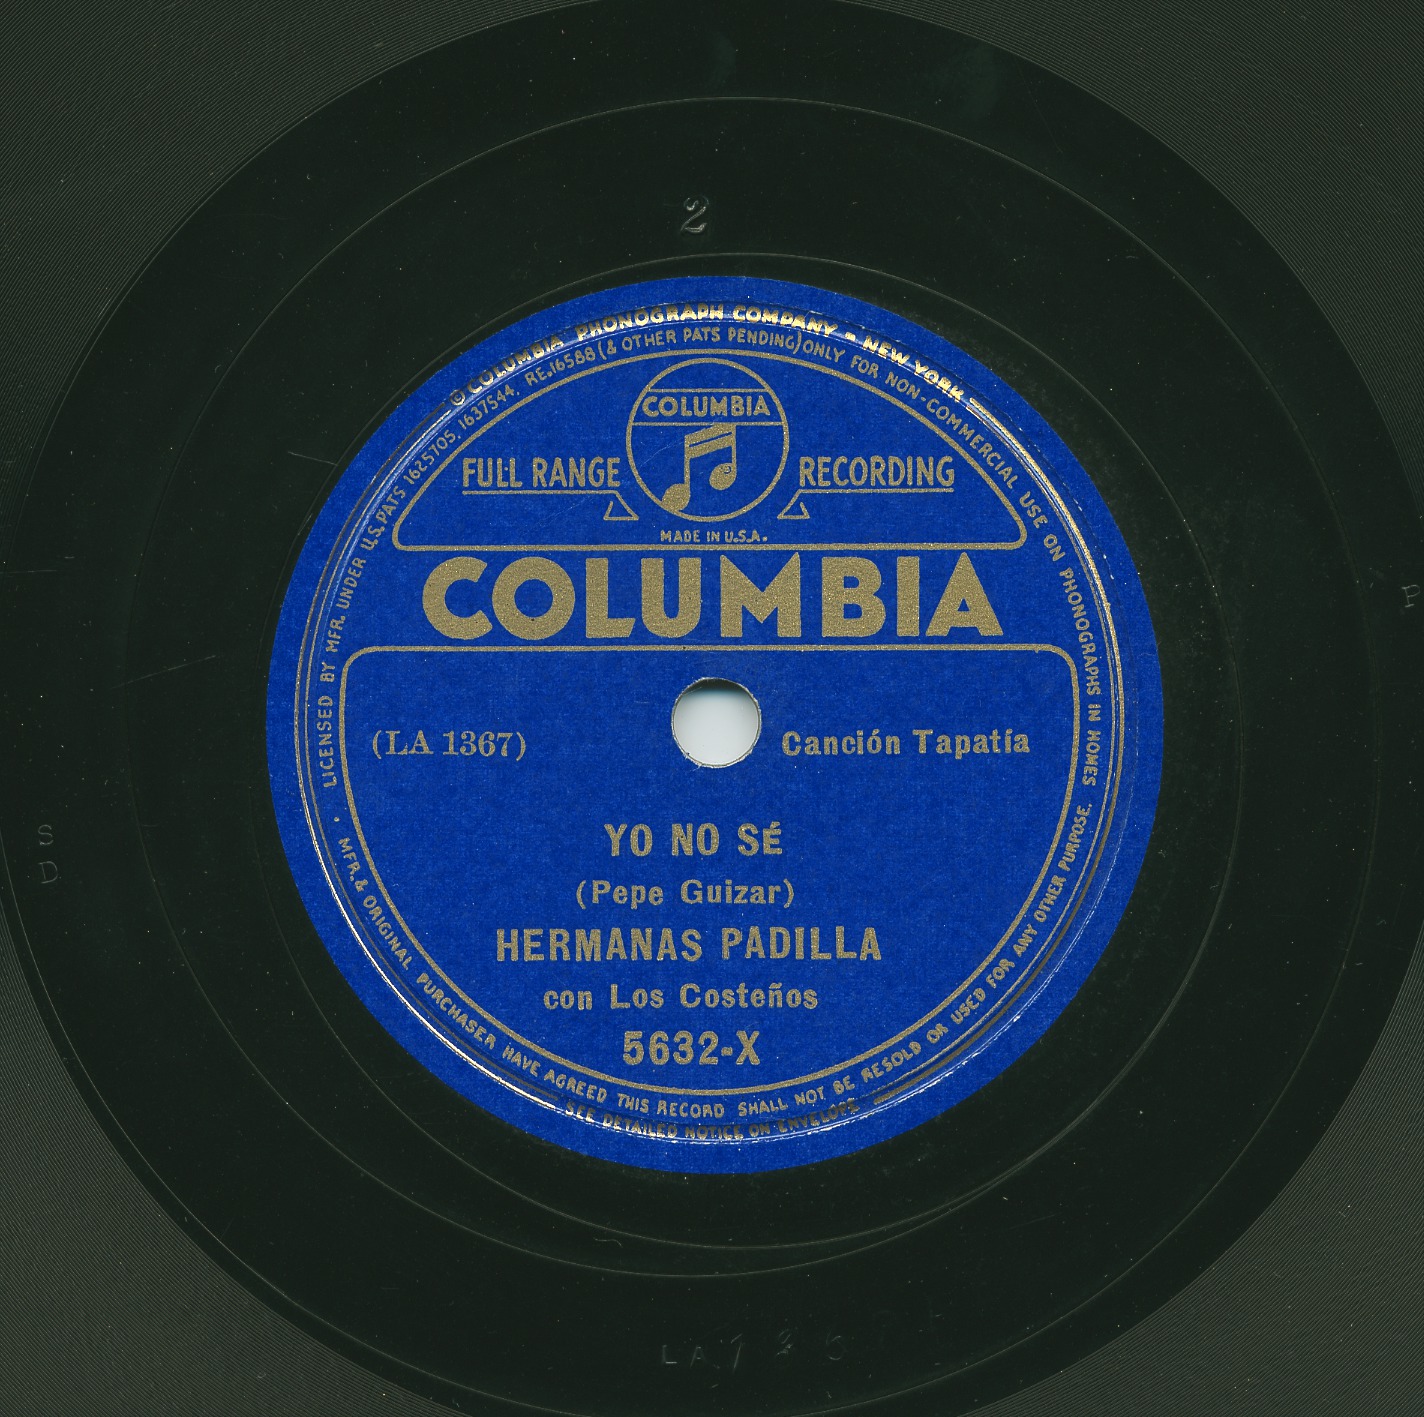 2
© COLUMBIA PHONOGRAPH COMPANY • NEW YORK
LICENSED BY MFR. UNDER U.S. PATS 1625705, 1637544, RE.16588 (& OTHER PATS PENDING) ONLY FOR NON-COMMERCIAL USE ON PHONOGRAPHS IN HOMES
COLUMBIA
FULL RANGE RECORDING
MADE IN U.S.A.
COLUMBIA
(LA 1367) Canción Tapatía
YO NO SÉ
(Pepe Guizar)
HERMANAS PADILLA
con Los Costeños
5632-X
MFR. & ORIGINAL PURCHASER HAVE AGREED THIS RECORD SHALL NOT BE RESOLD OR USED FOR ANY OTHER PURPOSE.
SEE DETAILED NOTICE ON ENVELOPE
S
D
P